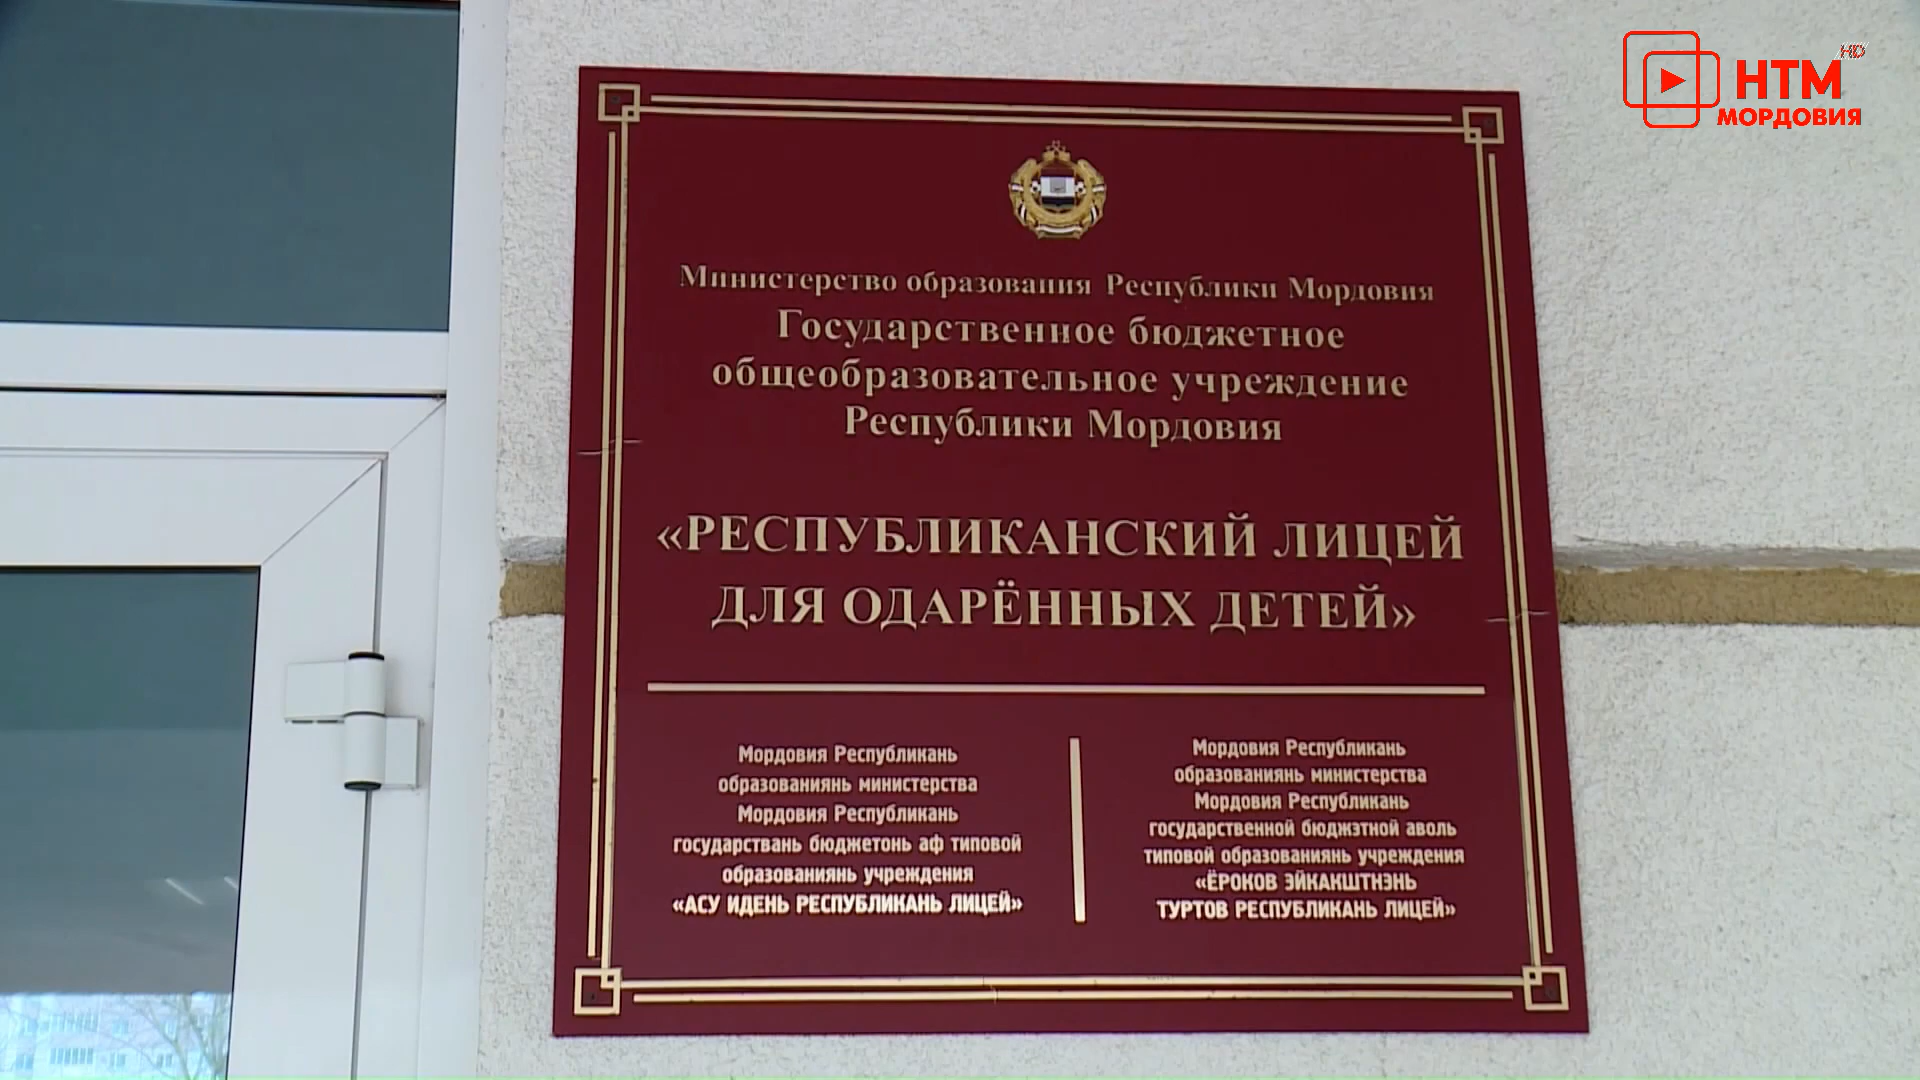 НТМ HD
МОРДОВИЯ
Министерство образования Республики Мордовия
Государственное бюджетное
общеобразовательное учреждение
Республики Мордовия
«РЕСПУБЛИКАНСКИЙ ЛИЦЕЙ
ДЛЯ ОДАРЁННЫХ ДЕТЕЙ»
Мордовия Республикань
образованиянь министерства
Мордовия Республикань
государствань бюджетонь аф типовой
образованиянь учреждения
«АСУ ИДЕНЬ РЕСПУБЛИКАНЬ ЛИЦЕЙ»
Мордовия Республикань
образованиянь министерства
Мордовия Республикань
государственной бюджэтной аволь
типовой образованиянь учреждения
«ЁРОКОВ ЭЙКАКШТНЭНЬ
ТУРТОВ РЕСПУБЛИКАНЬ ЛИЦЕЙ»